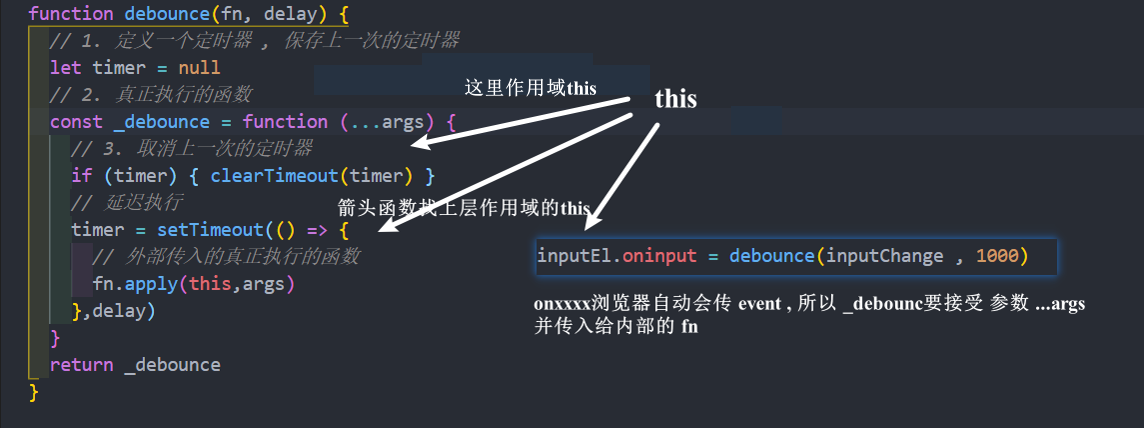 function debounce(fn, delay) {
// 1. 定义一个定时器 , 保存上一次的定时器
let timer = null
这里作用域this
this
// 2. 真正执行的函数
const _debounce = function (...args) {
// 3. 取消上一次的定时器
if (timer) { clearTimeout(timer) }
// 延迟执行
箭头函数找上层作用域的this
timer = setTimeout(() => {
// 外部传入的真正执行的函数
inputEl.oninput = debounce(inputChange , 1000)
fn.apply(this,args)
},delay)
onxxxx浏览器自动会传 event , 所以 _debounc要接受 参数 ...args
并传入给内部的 fn
}
return _debounce
}